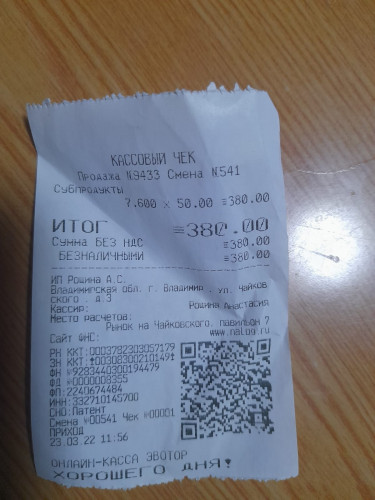 КАССОВЫЙ ЧЕК
Продажа №9433 Смена №541
Субпродукты
7.600 × 50.00 ≡380.00
ИТОГ ≡380.00
Сумма БЕЗ НДС ≡380.00
БЕЗНАЛИЧНЫМИ ≡380.00
ИП Рощина А.С.
Владимирская обл. г. Владимир , ул. Чайков
ского , д.3
Кассир: Рощина Анастасия
Место расчетов:
Рынок на Чайковского, павильон 7
Сайт ФНС: www.nalog.ru
РН ККТ:0003782303057179
ЗН ККТ:00308300210149
ФН №9283440300194479
ФД №0000008355
ФП:2240674484
ИНН:332710145700
СНО:Патент
Смена №00541 Чек №00001
ПРИХОД
23.03.22 11:56
ОНЛАЙН-КАССА ЭВОТОР
ХОРОШЕГО ДНЯ!